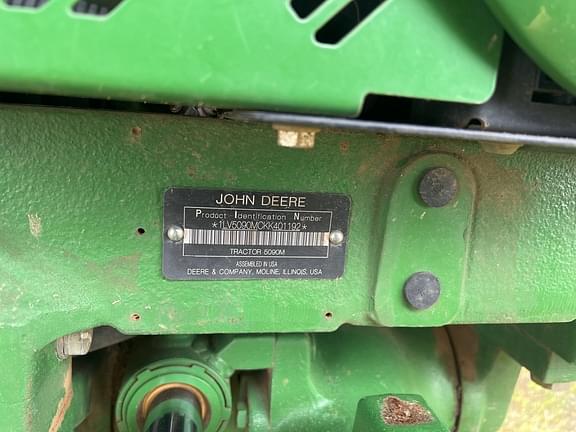 JOHN DEERE
Product Identification Number
*1LV5090MCKK401192*
TRACTOR 5090M
ASSEMBLED IN USA
DEERE & COMPANY, MOLINE, ILLINOIS, USA